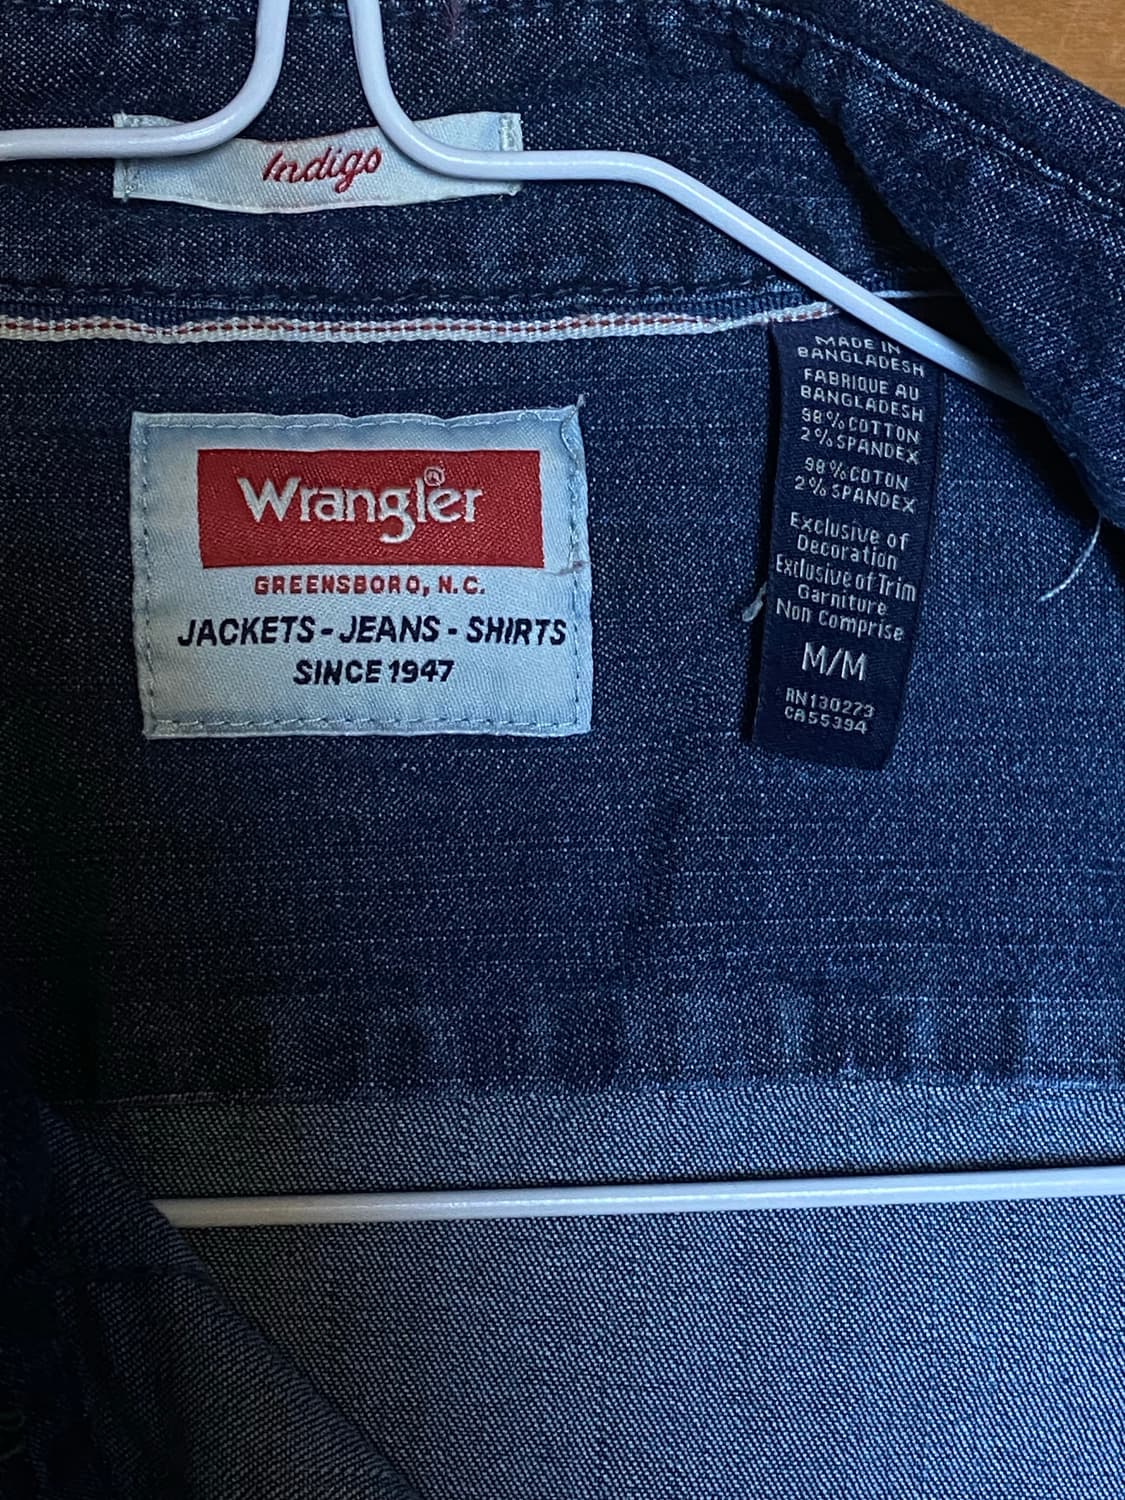 Indigo
Wrangler®
GREENSBORO, N.C.
JACKETS - JEANS - SHIRTS
SINCE 1947
MADE IN
BANGLADESH
FABRIQUE AU
BANGLADESH
98% COTTON
2% SPANDEX
98% COTON
2% SPANDEX
Exclusive of
Decoration
Exclusive of Trim
Garniture
Non Comprise
M/M
RN130273
CA55394